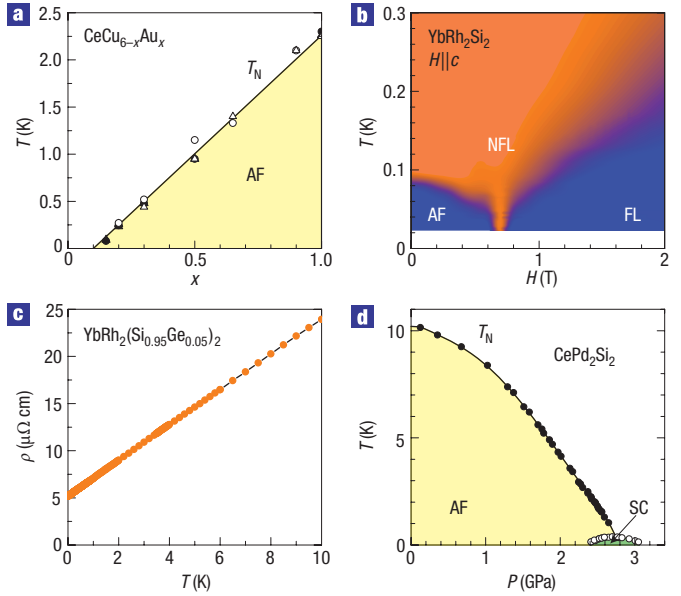 a
CeCu₆₋ₓAuₓ
T_N
AF
T (K)
2.5
2.0
1.5
1.0
0.5
0
0 0.5 1.0
x
b
YbRh₂Si₂
H||c
NFL
AF
FL
T (K)
0.3
0.2
0.1
0
0 1 2
H (T)
c
YbRh₂(Si₀.₉₅Ge₀.₀₅)₂
ρ (μΩ cm)
25
20
15
10
5
0
0 2 4 6 8 10
T (K)
d
T_N
CePd₂Si₂
AF
SC
T (K)
10
5
0
0 1 2 3
P (GPa)